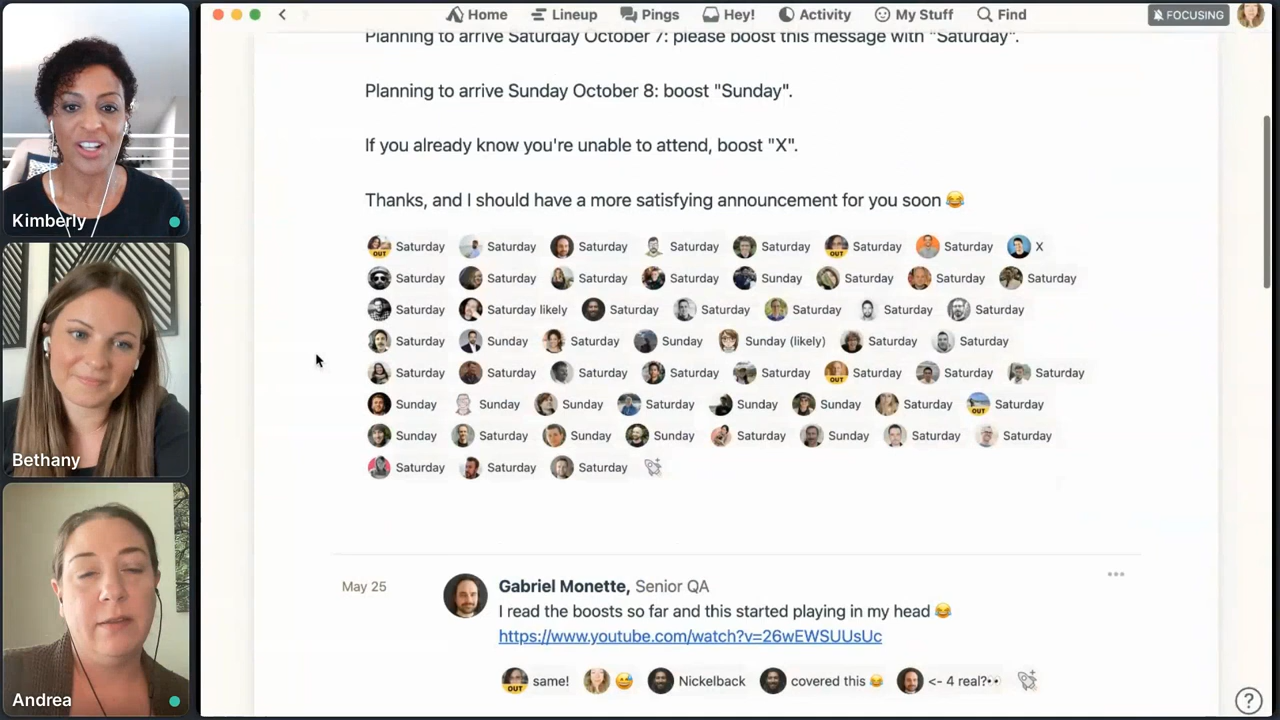 Home Lineup Pings Hey! Activity My Stuff Find FOCUSING
Planning to arrive Saturday October 7: please boost this message with "Saturday".
Planning to arrive Sunday October 8: boost "Sunday".
If you already know you're unable to attend, boost "X".
Thanks, and I should have a more satisfying announcement for you soon 😂
OUT Saturday Saturday Saturday Saturday Saturday OUT Saturday Saturday X
Saturday Saturday Saturday Saturday Sunday Saturday Saturday Saturday
Saturday Saturday likely Saturday Saturday Saturday Saturday Saturday
Saturday Sunday Saturday Sunday Sunday (likely) Saturday Saturday
Saturday Saturday Saturday Saturday Saturday OUT Saturday Saturday Saturday
Sunday Sunday Sunday Saturday Sunday Sunday Saturday OUT Saturday
Sunday Saturday Sunday Sunday Saturday Sunday Saturday Saturday
Saturday Saturday Saturday
May 25
Gabriel Monette, Senior QA
I read the boosts so far and this started playing in my head 😂
https://www.youtube.com/watch?v=26wEWSUUsUc
OUT same! 😅 Nickelback covered this 😂 <- 4 real?👀
?
Kimberly
Bethany
Andrea